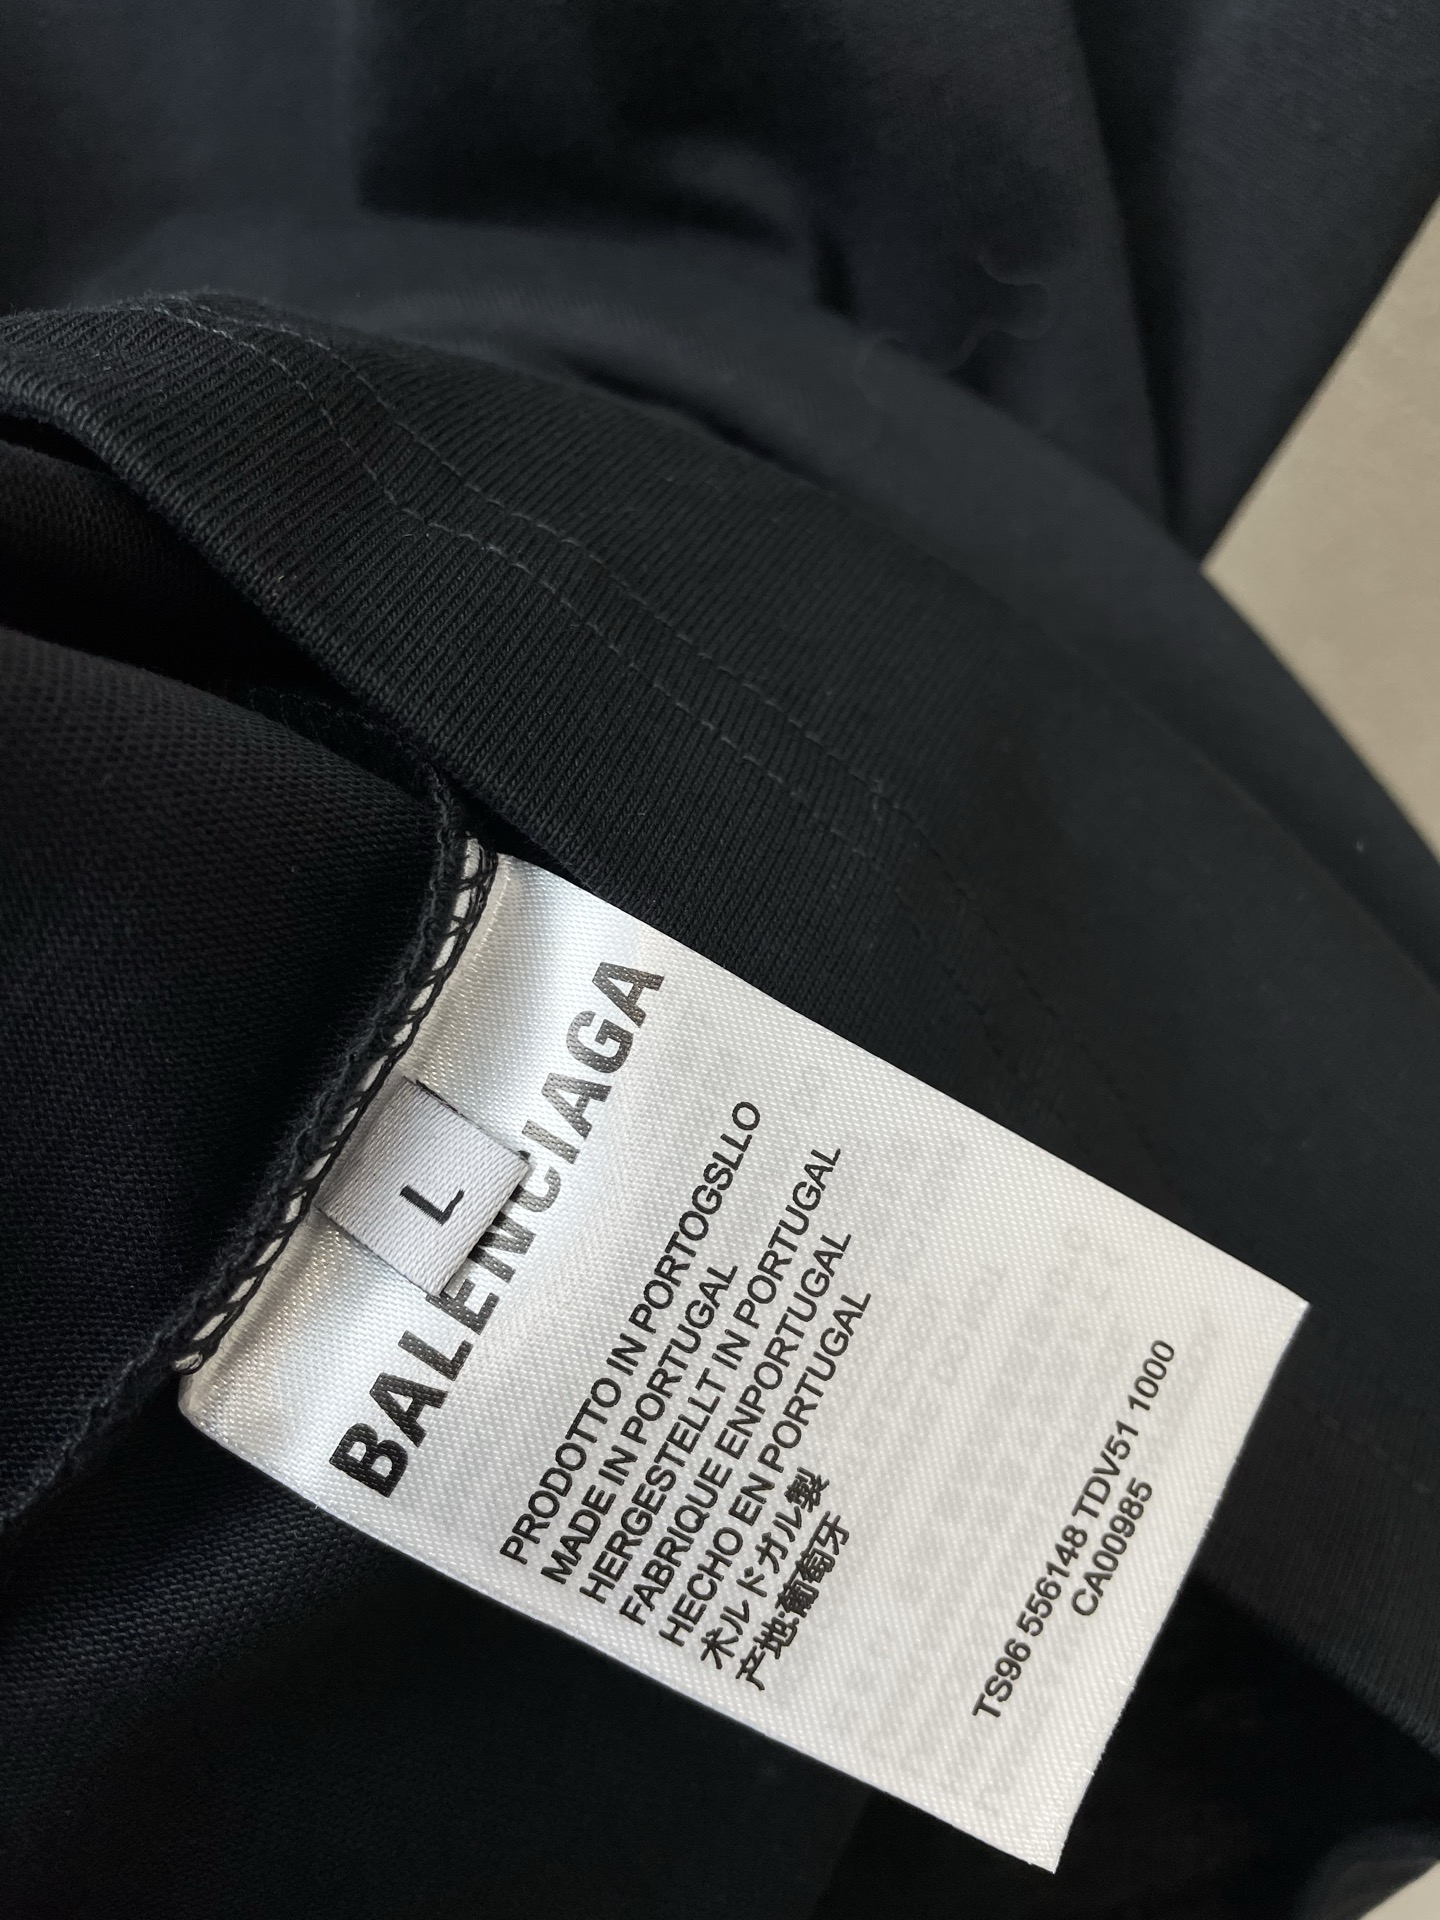 BALENCIAGA
L
PRODOTTO IN PORTOGSLLO
MADE IN PORTUGAL
HERGESTELLT IN PORTUGAL
FABRIQUE ENPORTUGAL
HECHO EN PORTUGAL
术ルドガル製
产地:葡萄牙
TS96 556148 TDV51 1000
CA00985